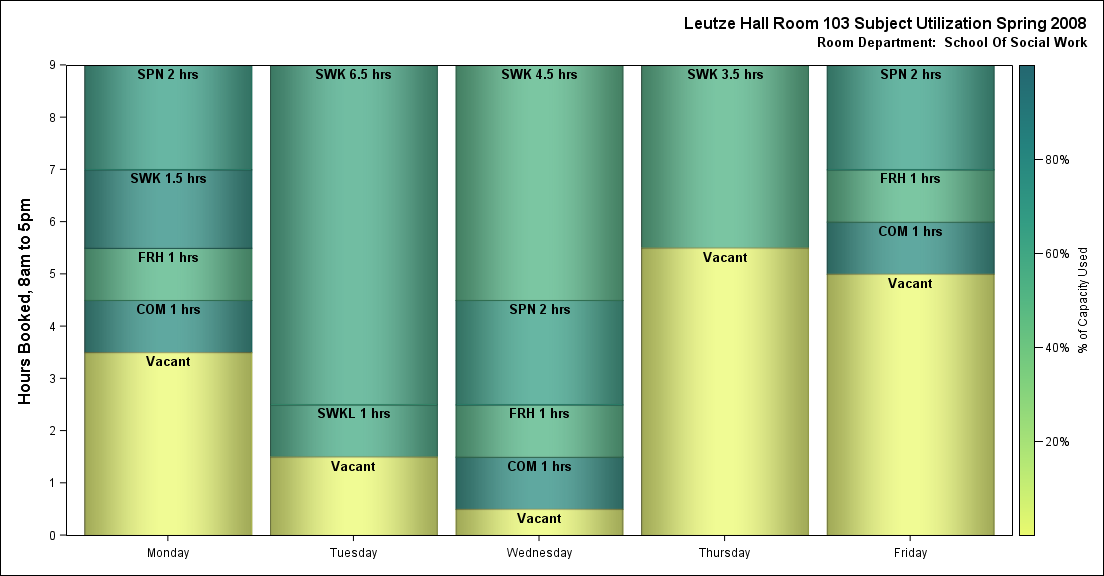 Leutze Hall Room 103 Subject Utilization Spring 2008
Room Department:  School Of Social Work
Hours Booked, 8am to 5pm
9
8
7
6
5
4
3
2
1
0
SPN 2 hrs
SWK 1.5 hrs
FRH 1 hrs
COM 1 hrs
Vacant
SWK 6.5 hrs
SWKL 1 hrs
Vacant
SWK 4.5 hrs
SPN 2 hrs
FRH 1 hrs
COM 1 hrs
Vacant
SWK 3.5 hrs
Vacant
SPN 2 hrs
FRH 1 hrs
COM 1 hrs
Vacant
Monday
Tuesday
Wednesday
Thursday
Friday
80%
60%
40%
20%
% of Capacity Used